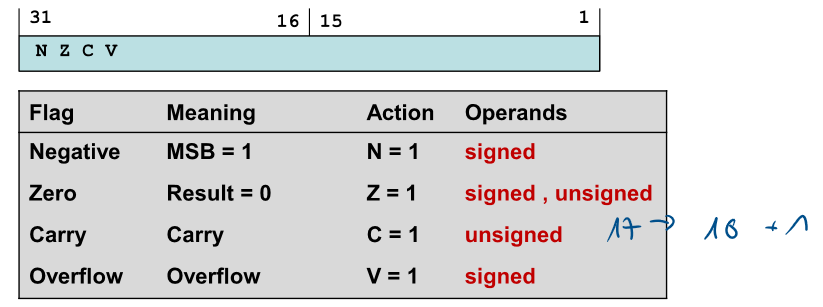 31 16 15 1
N Z C V
Flag Meaning Action Operands
Negative MSB = 1 N = 1 signed
Zero Result = 0 Z = 1 signed , unsigned
Carry Carry C = 1 unsigned 17 → 18 + 1
Overflow Overflow V = 1 signed